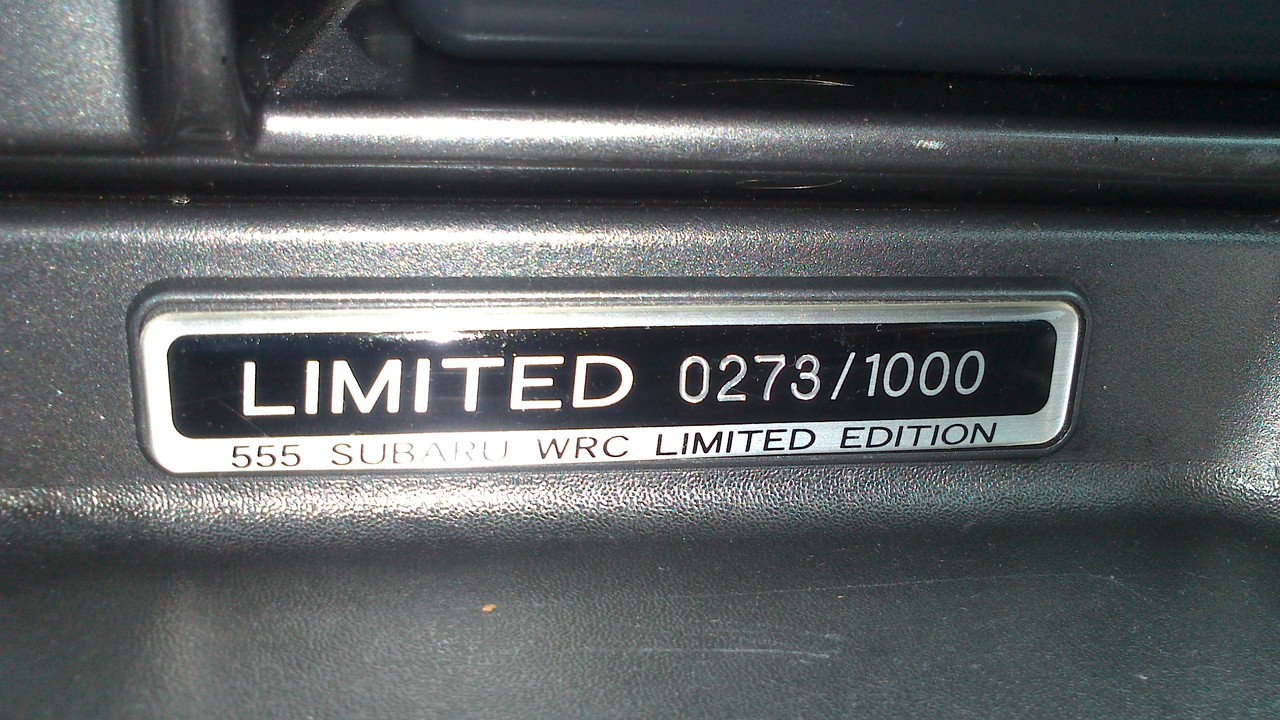 LIMITED 0273/1000
555 SUBARU WRC LIMITED EDITION